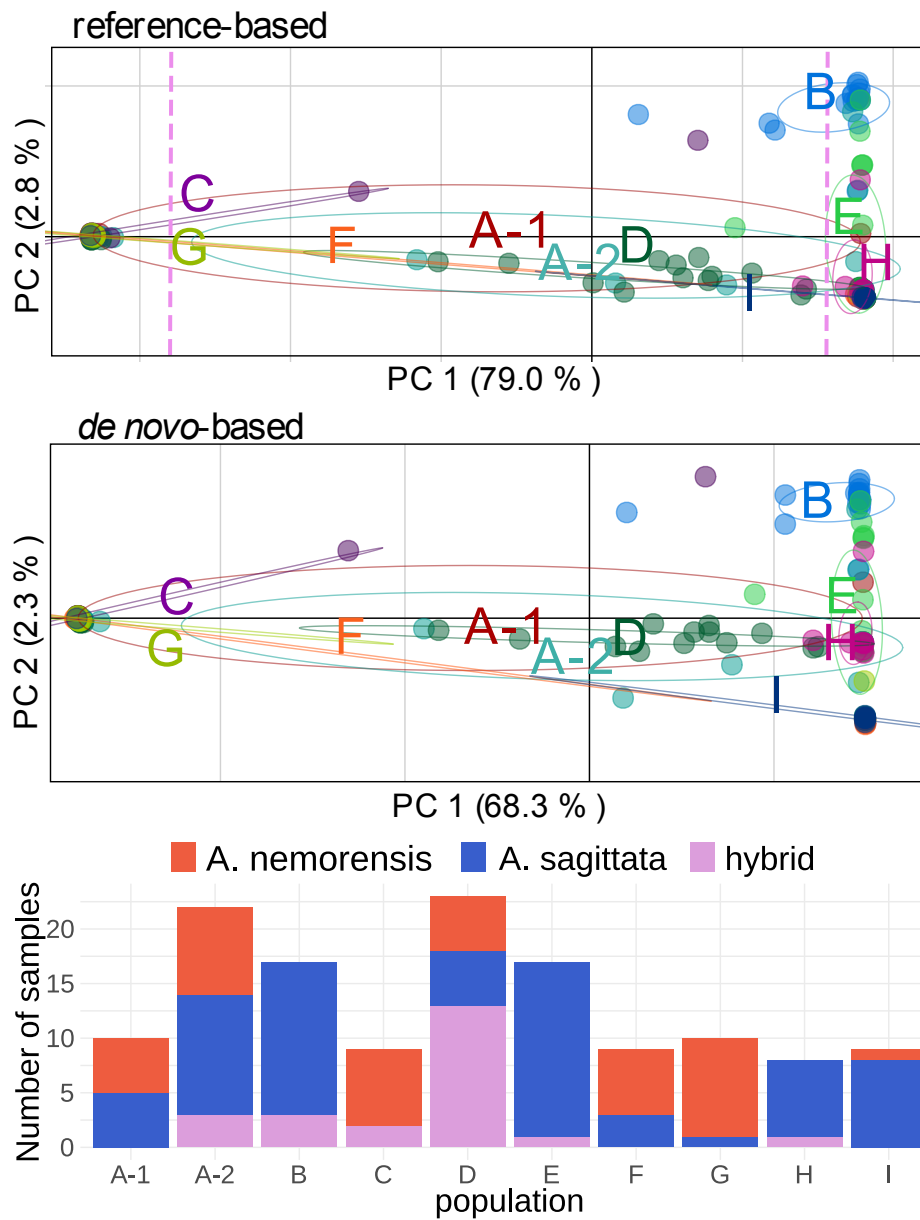 reference-based
B
C
E
A-1
D
F
G
A-2
H
I
PC 2 (2.8 %)
PC 1 (79.0 % )
de novo-based
B
C
E
A-1
D
F
H
G
A-2
I
PC 2 (2.3 %)
PC 1 (68.3 % )
A. nemorensis A. sagittata hybrid
Number of samples
20
15
10
5
0
A-1 A-2 B C D E F G H I
population